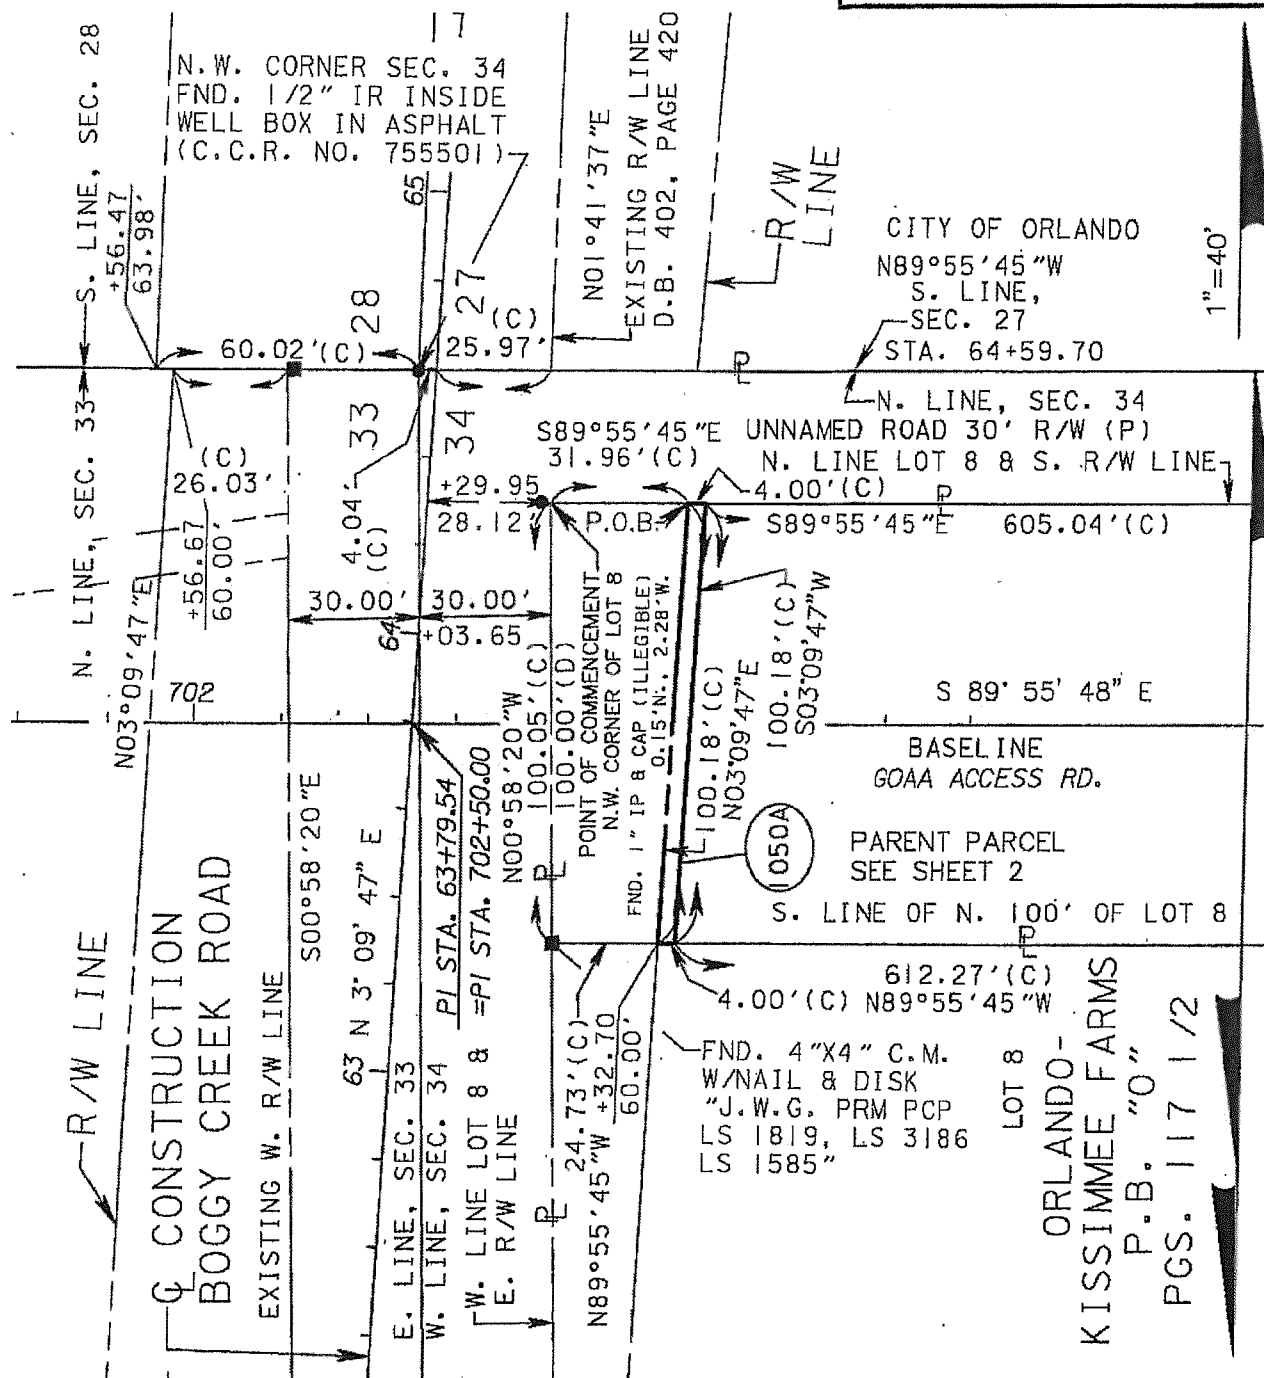 S. LINE, SEC. 28
+56.47
63.98'
N.W. CORNER SEC. 34
FND. 1/2" IR INSIDE
WELL BOX IN ASPHALT
(C.C.R. NO. 755501)
65
N01°41'37"E
EXISTING R/W LINE
D.B. 402, PAGE 420
R/W
LINE
CITY OF ORLANDO
N89°55'45"W
S. LINE,
SEC. 27
STA. 64+59.70
1"=40'
28
27
60.02'(C)
(C)
25.97'
PL
N. LINE, SEC. 33
(C)
26.03'
33
34
4.04'
(C)
N. LINE, SEC. 34
S89°55'45"E
31.96'(C)
UNNAMED ROAD 30' R/W (P)
N. LINE LOT 8 & S. R/W LINE
4.00'(C)
PL
+29.95
28.12'
P.O.B.
S89°55'45"E 605.04'(C)
+56.67
60.00'
N03°09'47"E
30.00'
30.00'
64
+03.65
702
N00°58'20"W
100.05'(C)
100.00'(D)
POINT OF COMMENCEMENT
N.W. CORNER OF LOT 8
FND. 1" IP & CAP (ILLEGIBLE)
0.15'N., 2.28'W.
100.18'(C)
N03°09'47"E
100.18'(C)
S03°09'47"W
S 89° 55' 48" E
BASELINE
GOAA ACCESS RD.
1050A
PARENT PARCEL
SEE SHEET 2
S. LINE OF N. 100' OF LOT 8
PL
PL
612.27'(C)
4.00'(C) N89°55'45"W
S00°58'20"E
N 3° 09' 47" E
63
PI STA. 63+79.54
=PI STA. 702+50.00
R/W LINE
CL CONSTRUCTION
BOGGY CREEK ROAD
EXISTING W. R/W LINE
E. LINE, SEC. 33
W. LINE, SEC. 34
W. LINE LOT 8 &
E. R/W LINE
PL
24.73'(C)
N89°55'45"W
+32.70
60.00'
FND. 4"X4" C.M.
W/NAIL & DISK
"J.W.G. PRM PCP
LS 1819, LS 3186
LS 1585"
LOT 8
ORLANDO-
KISSIMMEE FARMS
P.B. "O"
PGS. 117 1/2